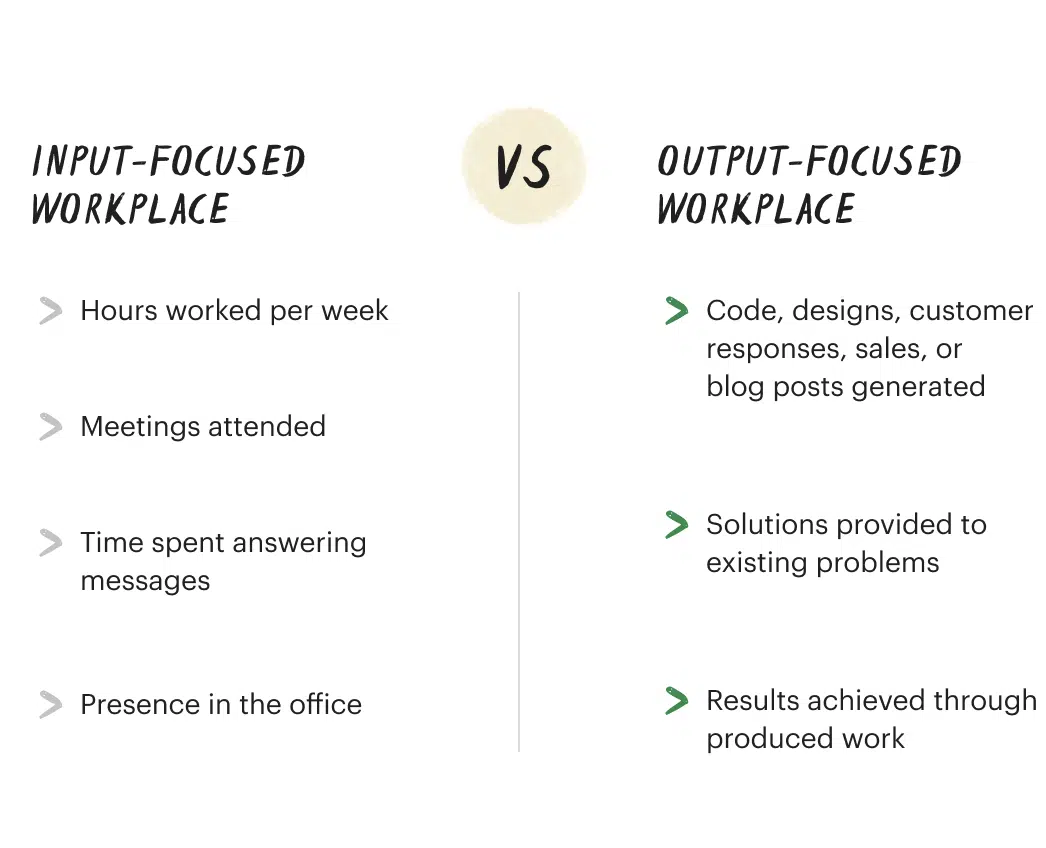 INPUT-FOCUSED
WORKPLACE
VS
OUTPUT-FOCUSED
WORKPLACE
Hours worked per week
Meetings attended
Time spent answering
messages
Presence in the office
Code, designs, customer
responses, sales, or
blog posts generated
Solutions provided to
existing problems
Results achieved through
produced work